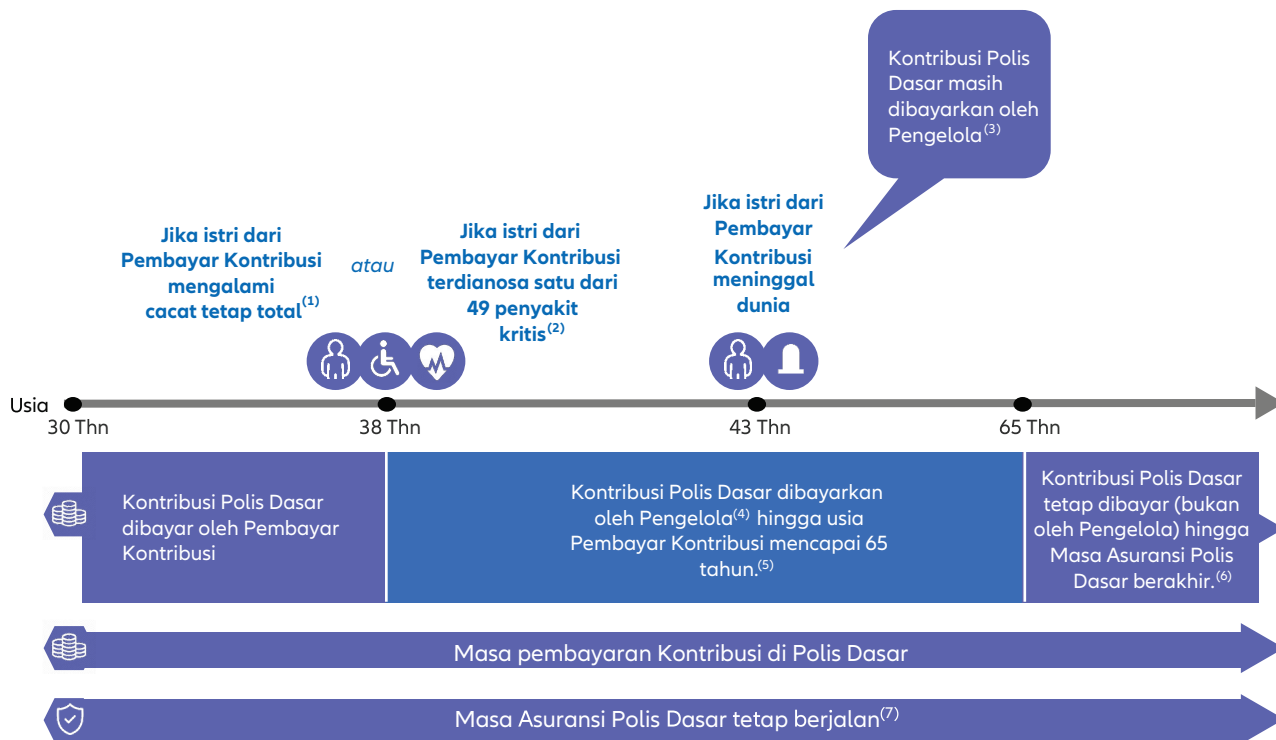 Kontribusi Polis
Dasar masih
dibayarkan oleh
Pengelola(3)
Jika istri dari
Pembayar Kontribusi
mengalami
cacat tetap total(1)
atau
Jika istri dari
Pembayar Kontribusi
terdianosa satu dari
49 penyakit
kritis(2)
Jika istri dari
Pembayar
Kontribusi
meninggal
dunia
Usia
30 Thn
38 Thn
43 Thn
65 Thn
Kontribusi Polis Dasar
dibayar oleh Pembayar
Kontribusi
Kontribusi Polis Dasar dibayarkan
oleh Pengelola(4) hingga usia
Pembayar Kontribusi mencapai 65
tahun.(5)
Kontribusi Polis Dasar
tetap dibayar (bukan
oleh Pengelola) hingga
Masa Asuransi Polis
Dasar berakhir.(6)
Masa pembayaran Kontribusi di Polis Dasar
Masa Asuransi Polis Dasar tetap berjalan(7)